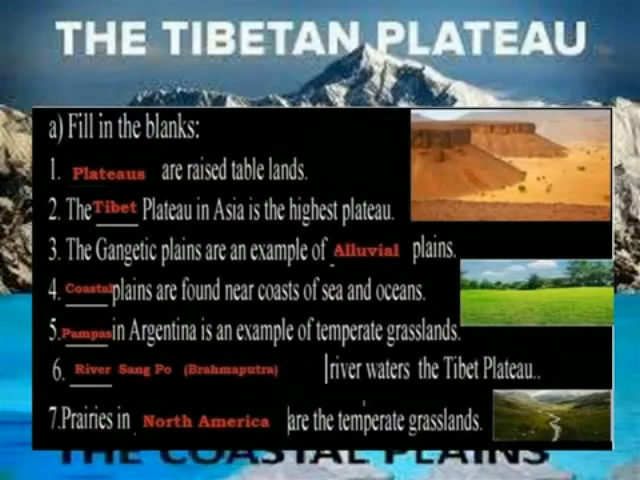 THE TIBETAN PLATEAU
a) Fill in the blanks:
1. Plateaus are raised table lands.
2. The Tibet Plateau in Asia is the highest plateau.
3. The Gangetic plains are an example of Alluvial plains.
4. Coastal plains are found near coasts of sea and oceans.
5. Pampas in Argentina is an example of temperate grasslands.
6. River Sang Po (Brahmaputra) river waters the Tibet Plateau..
7.Prairies in North America are the temperate grasslands.
THE COASTAL PLAINS